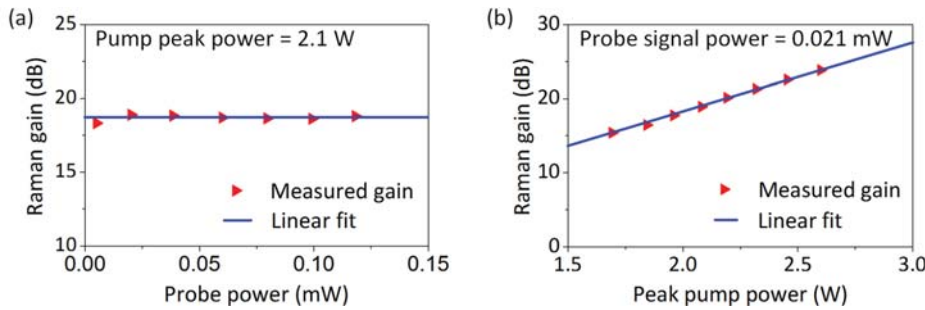 (a)
25
20
15
10
Raman gain (dB)
Pump peak power = 2.1 W
Measured gain
Linear fit
0.00
0.05
0.10
0.15
Probe power (mW)
(b)
30
20
10
0
Raman gain (dB)
Probe signal power = 0.021 mW
Measured gain
Linear fit
1.5
2.0
2.5
3.0
Peak pump power (W)